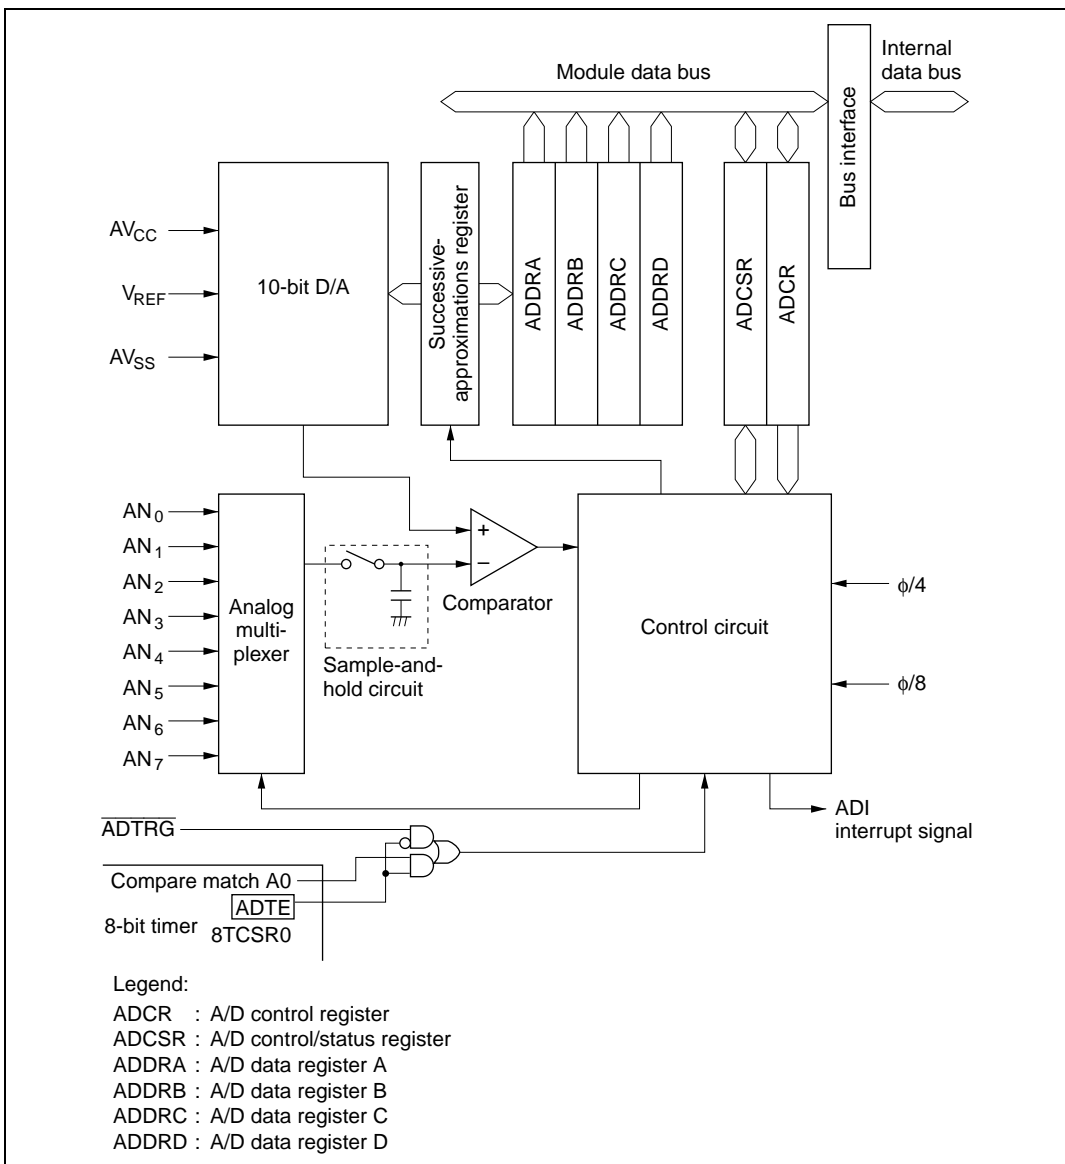 Module data bus
Internal
data bus
Bus interface
AVCC
VREF
AVSS
10-bit D/A
Successive-
approximations register
ADDRA
ADDRB
ADDRC
ADDRD
ADCSR
ADCR
AN0
AN1
AN2
AN3
AN4
AN5
AN6
AN7
Analog
multi-
plexer
Sample-and-
hold circuit
+
−
Comparator
Control circuit
ϕ/4
ϕ/8
ADI
interrupt signal
ADTRG
Compare match A0
ADTE
8-bit timer
8TCSR0
Legend:
ADCR : A/D control register
ADCSR : A/D control/status register
ADDRA : A/D data register A
ADDRB : A/D data register B
ADDRC : A/D data register C
ADDRD : A/D data register D